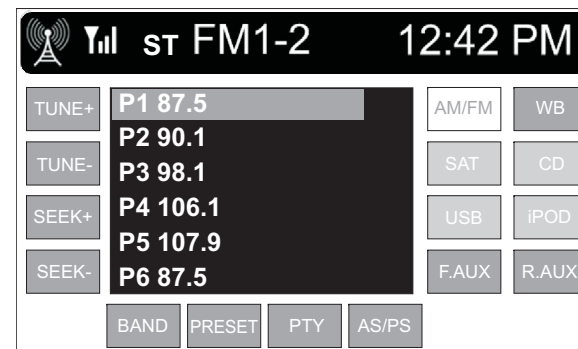 ST FM1-2 12:42 PM
TUNE+ P1 87.5 AM/FM WB
P2 90.1
TUNE- P3 98.1 SAT CD
SEEK+ P4 106.1 USB iPOD
P5 107.9
SEEK- P6 87.5 F.AUX R.AUX
BAND PRESET PTY AS/PS